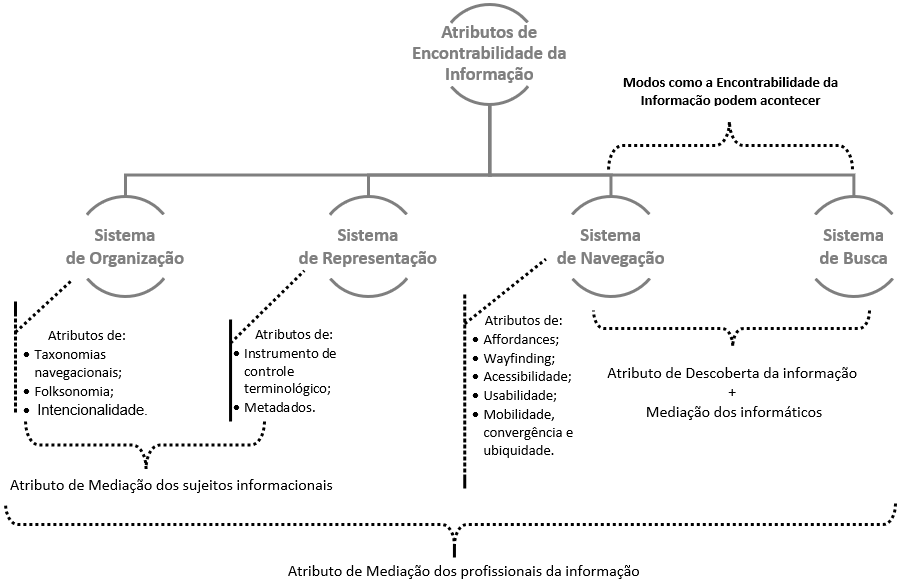 Atributos de
Encontrabilidade da
Informação
Modos como a Encontrabilidade da
Informação podem acontecer
Sistema
de Organização
Sistema
de Representação
Sistema
de Navegação
Sistema
de Busca
Atributos de:
• Taxonomias
navegacionais;
• Folksonomia;
• Intencionalidade.
Atributos de:
• Instrumento de
controle
terminológico;
• Metadados.
Atributos de:
• Affordances;
• Wayfinding;
• Acessibilidade;
• Usabilidade;
• Mobilidade,
convergência e
ubiquidade.
Atributo de Descoberta da informação
+
Mediação dos informáticos
Atributo de Mediação dos sujeitos informacionais
Atributo de Mediação dos profissionais da informação